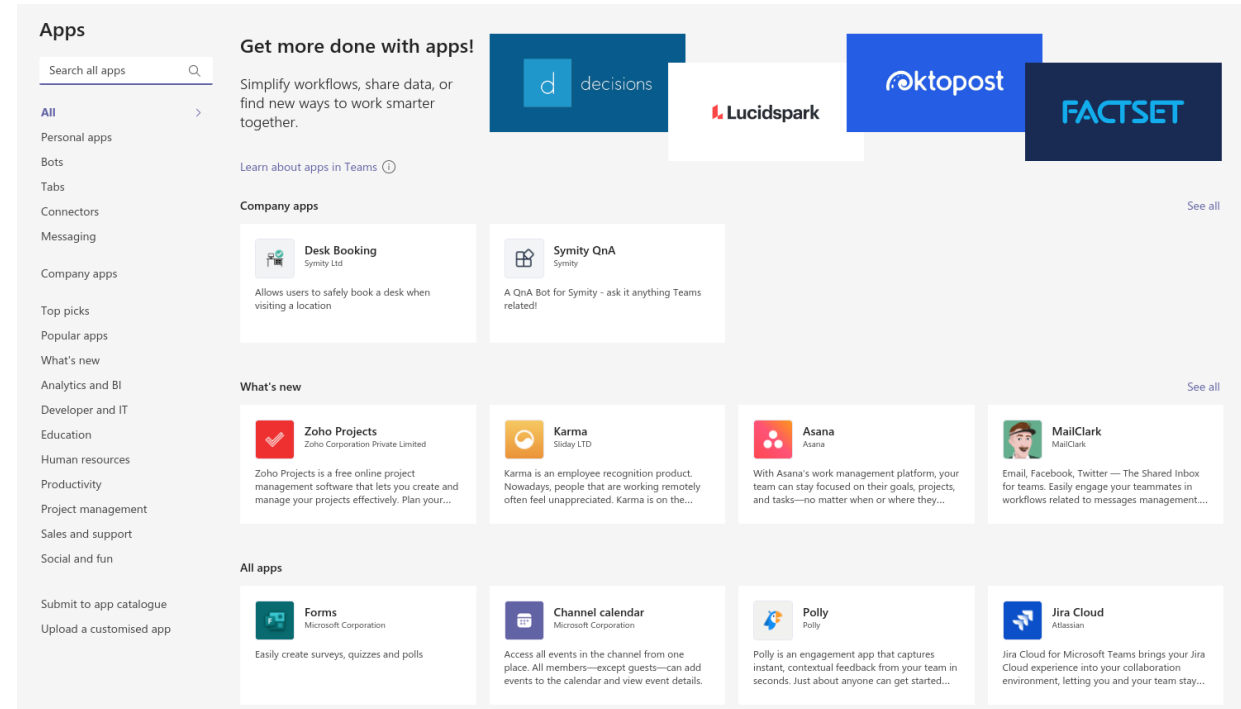 Apps
Search all apps
All
Personal apps
Bots
Tabs
Connectors
Messaging
Company apps
Top picks
Popular apps
What's new
Analytics and BI
Developer and IT
Education
Human resources
Productivity
Project management
Sales and support
Social and fun
Submit to app catalogue
Upload a customised app
Get more done with apps!
Simplify workflows, share data, or
find new ways to work smarter
together.
Learn about apps in Teams
d decisions
Lucidspark
Oktopost
FACTSET
Company apps
See all
Desk Booking
Symity Ltd
Allows users to safely book a desk when
visiting a location
Symity QnA
Symity
A QnA Bot for Symity - ask it anything Teams
related!
What's new
See all
Zoho Projects
Zoho Corporation Private Limited
Zoho Projects is a free online project
management software that lets you create and
manage your projects effectively. Plan your...
Karma
Sliday LTD
Karma is an employee recognition product.
Nowadays, people that are working remotely
often feel unappreciated. Karma is on the...
Asana
Asana
With Asana's work management platform, your
team can stay focused on their goals, projects,
and tasks—no matter when or where they...
MailClark
MailClark
Email, Facebook, Twitter — The Shared Inbox
for teams. Easily engage your teammates in
workflows related to messages management....
All apps
Forms
Microsoft Corporation
Easily create surveys, quizzes and polls
Channel calendar
Microsoft Corporation
Access all events in the channel from one
place. All members—except guests—can add
events to the calendar and view event details.
Polly
Polly
Polly is an engagement app that captures
instant, contextual feedback from your team in
seconds. Just about anyone can get started...
Jira Cloud
Atlassian
Jira Cloud for Microsoft Teams brings your Jira
Cloud experience into your collaboration
environment, letting you and your team stay...